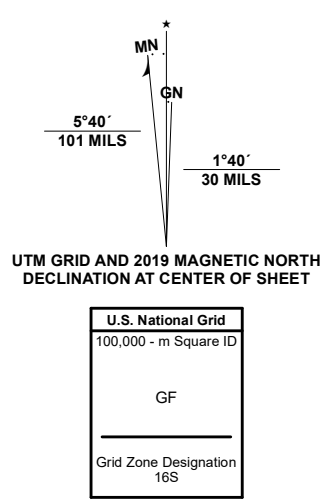 MN
GN
5°40´
101 MILS
1°40´
30 MILS
UTM GRID AND 2019 MAGNETIC NORTH
DECLINATION AT CENTER OF SHEET
U.S. National Grid
100,000 - m Square ID
GF
Grid Zone Designation
16S